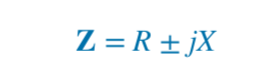 Z = R ± jX